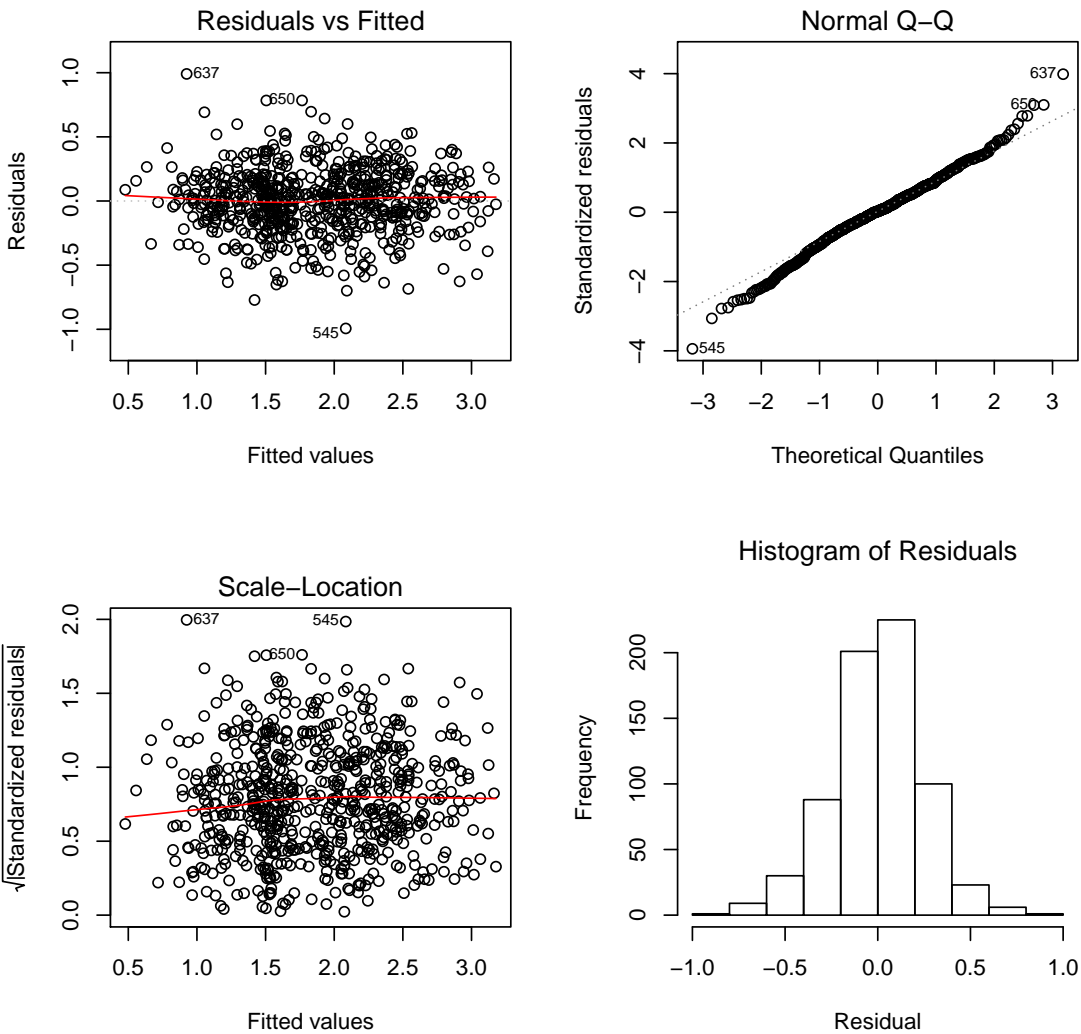 Residuals vs Fitted
1.0
0.5
0.0
−0.5
−1.0
Residuals
637
650
545
0.5 1.0 1.5 2.0 2.5 3.0
Fitted values
Normal Q−Q
4
2
0
−2
−4
Standardized residuals
637
650
545
−3 −2 −1 0 1 2 3
Theoretical Quantiles
Scale−Location
2.0
1.5
1.0
0.5
0.0
√|Standardized residuals|
637
545
650
0.5 1.0 1.5 2.0 2.5 3.0
Fitted values
Histogram of Residuals
200
150
100
50
0
Frequency
−1.0 −0.5 0.0 0.5 1.0
Residual